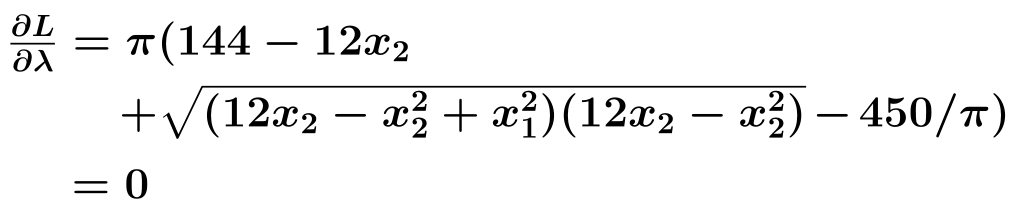 ∂L/∂λ = π(144 − 12x₂
+√((12x₂ − x₂² + x₁²)(12x₂ − x₂²)) − 450/π)
= 0